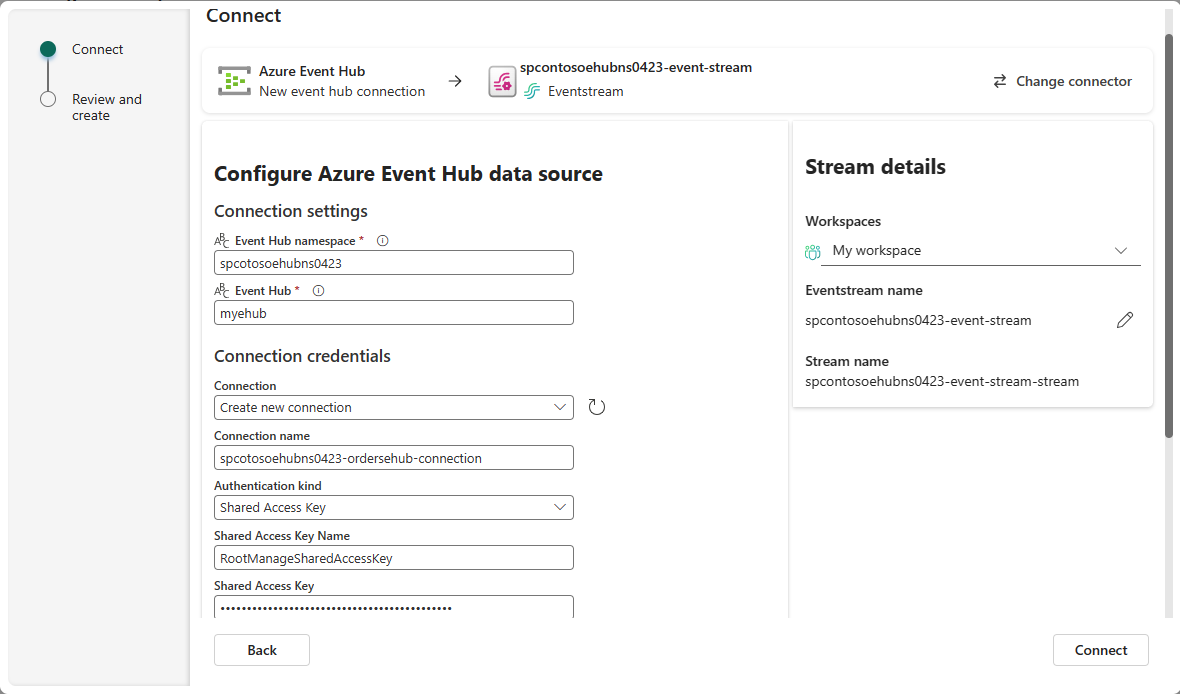 Connect
Connect
Review and
create
Azure Event Hub
New event hub connection
spcontosoehubns0423-event-stream
Eventstream
Change connector
Configure Azure Event Hub data source
Connection settings
Event Hub namespace *
spcotosoehubns0423
Event Hub *
myehub
Connection credentials
Connection
Create new connection
Connection name
spcotosoehubns0423-ordersehub-connection
Authentication kind
Shared Access Key
Shared Access Key Name
RootManageSharedAccessKey
Shared Access Key
••••••••••••••••••••••••••••••••••••••••••••
Stream details
Workspaces
My workspace
Eventstream name
spcontosoehubns0423-event-stream
Stream name
spcontosoehubns0423-event-stream-stream
Back
Connect